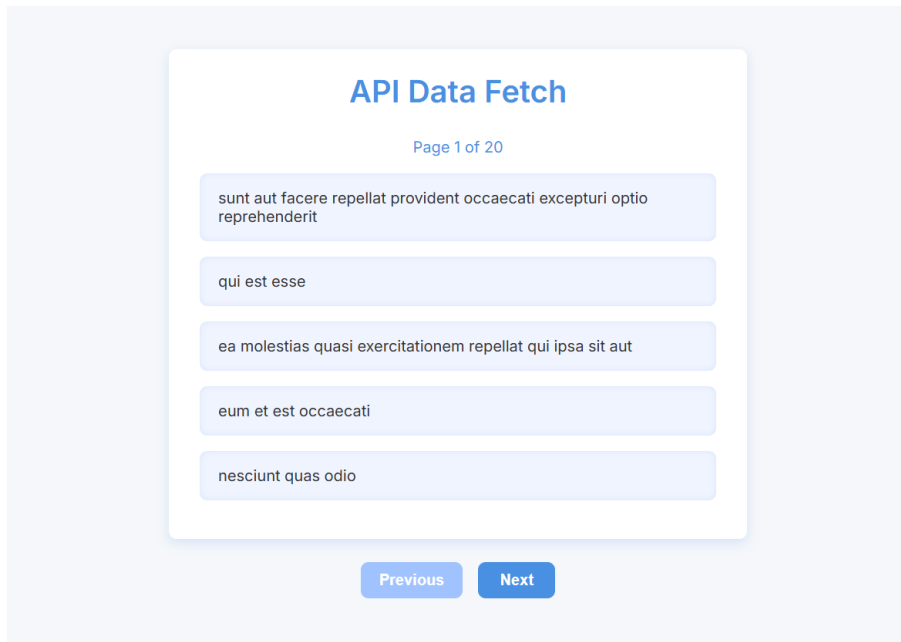 API Data Fetch
Page 1 of 20
sunt aut facere repellat provident occaecati excepturi optio
reprehenderit
qui est esse
ea molestias quasi exercitationem repellat qui ipsa sit aut
eum et est occaecati
nesciunt quas odio
Previous
Next